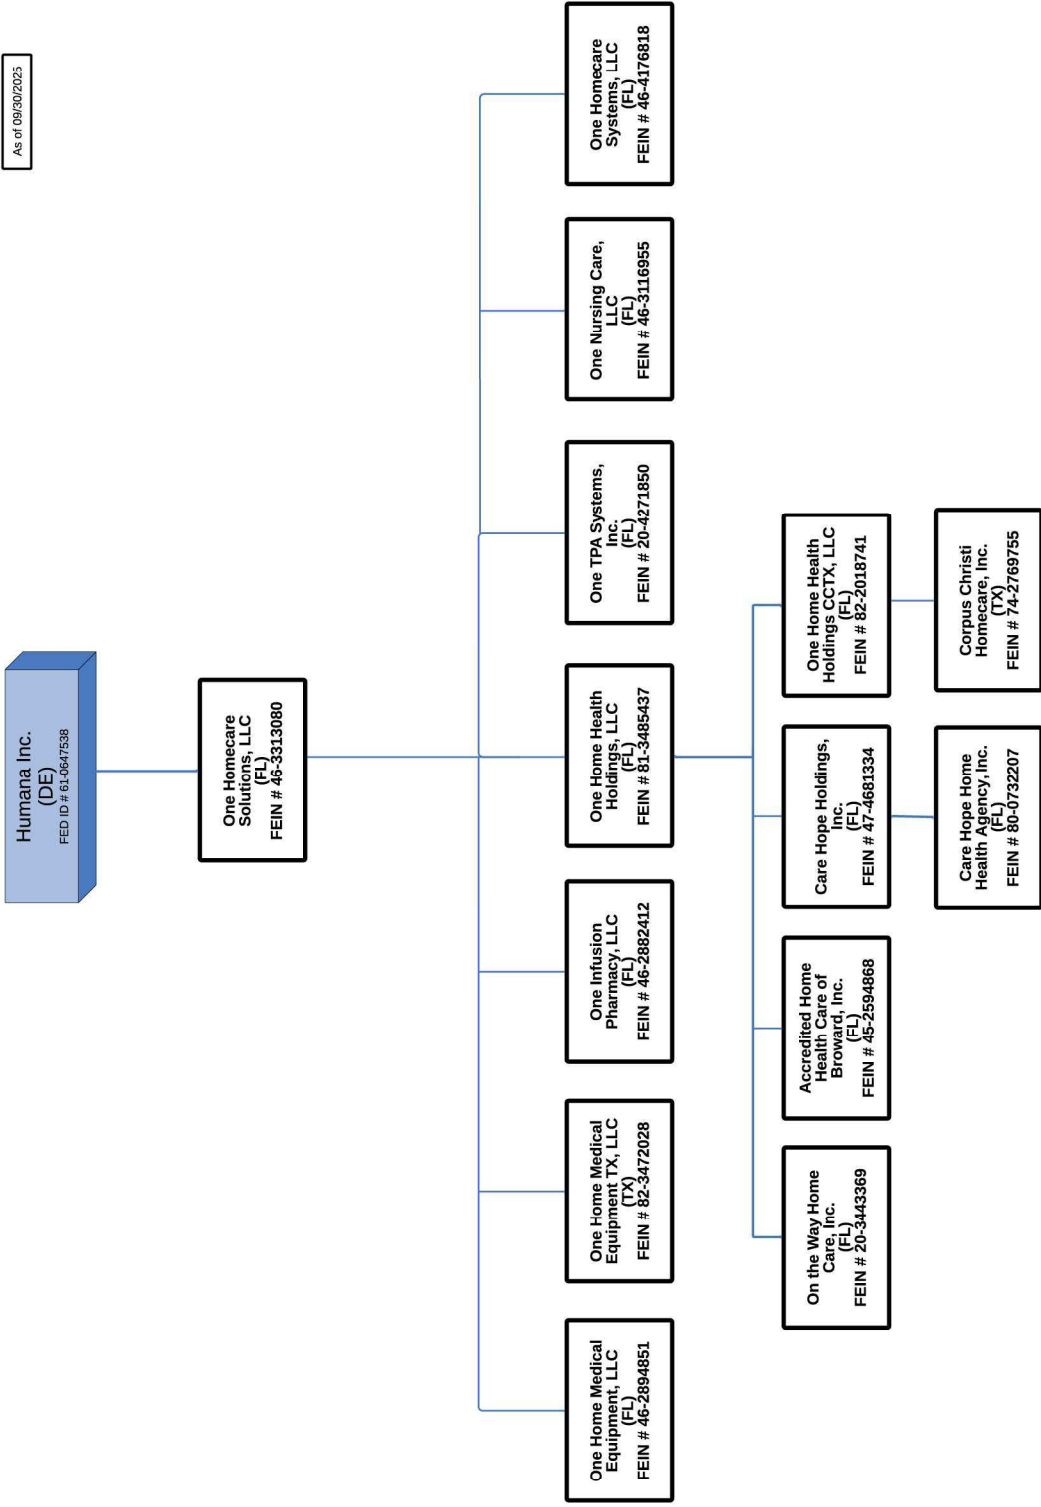 As of 09/30/2025
Humana Inc.
(DE)
FED ID # 61-0647538
One Homecare
Solutions, LLC
(FL)
FEIN # 46-3313080
One Home Medical
Equipment, LLC
(FL)
FEIN # 46-2894851
One Home Medical
Equipment TX, LLC
(TX)
FEIN # 82-3472028
One Infusion
Pharmacy, LLC
(FL)
FEIN # 46-2882412
One Home Health
Holdings, LLC
(FL)
FEIN # 81-3485437
One TPA Systems,
Inc.
(FL)
FEIN # 20-4271850
One Nursing Care,
LLC
(FL)
FEIN # 46-3116955
One Homecare
Systems, LLC
(FL)
FEIN # 46-4176818
On the Way Home
Care, Inc.
(FL)
FEIN # 20-3443369
Accredited Home
Health Care of
Broward, Inc.
(FL)
FEIN # 45-2594868
Care Hope Holdings,
Inc.
(FL)
FEIN # 47-4681334
One Home Health
Holdings CCTX, LLC
(FL)
FEIN # 82-2018741
Care Hope Home
Health Agency, Inc.
(FL)
FEIN # 80-0732207
Corpus Christi
Homecare, Inc.
(TX)
FEIN # 74-2769755